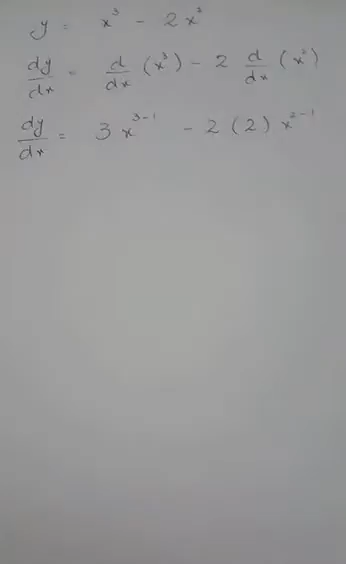 y = x³ - 2x²
dy/dx = d/dx (x³) - 2 d/dx (x²)
dy/dx = 3x³⁻¹ - 2(2)x²⁻¹